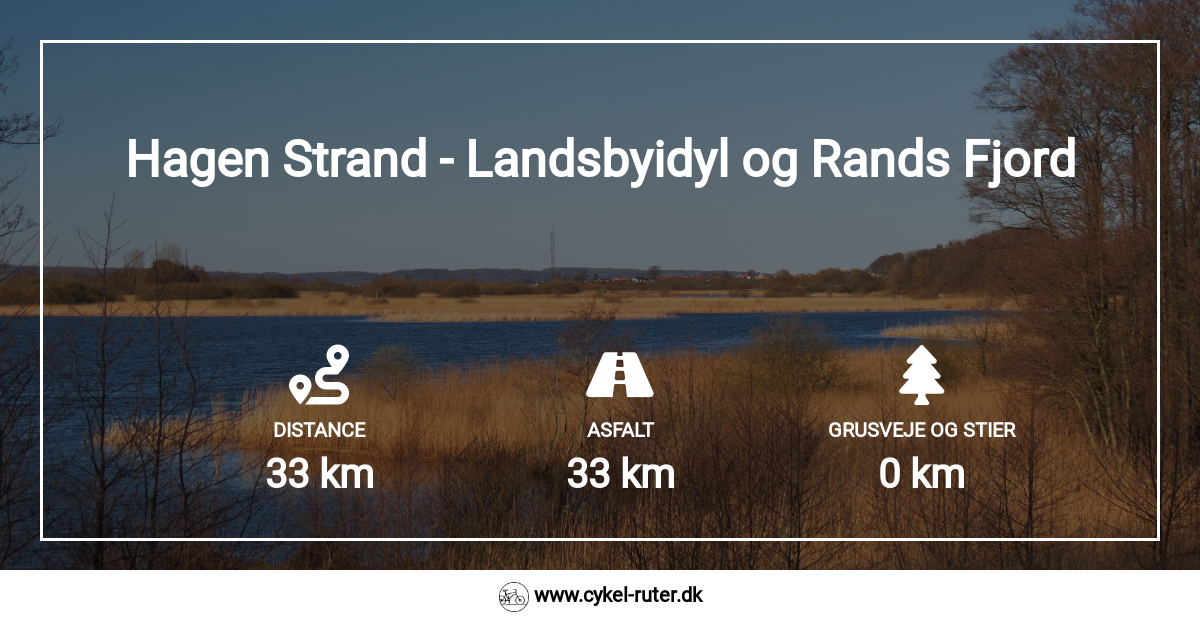 Hagen Strand - Landsbyidyl og Rands Fjord
DISTANCE
33 km
ASFALT
33 km
GRUSVEJE OG STIER
0 km
www.cykel-ruter.dk